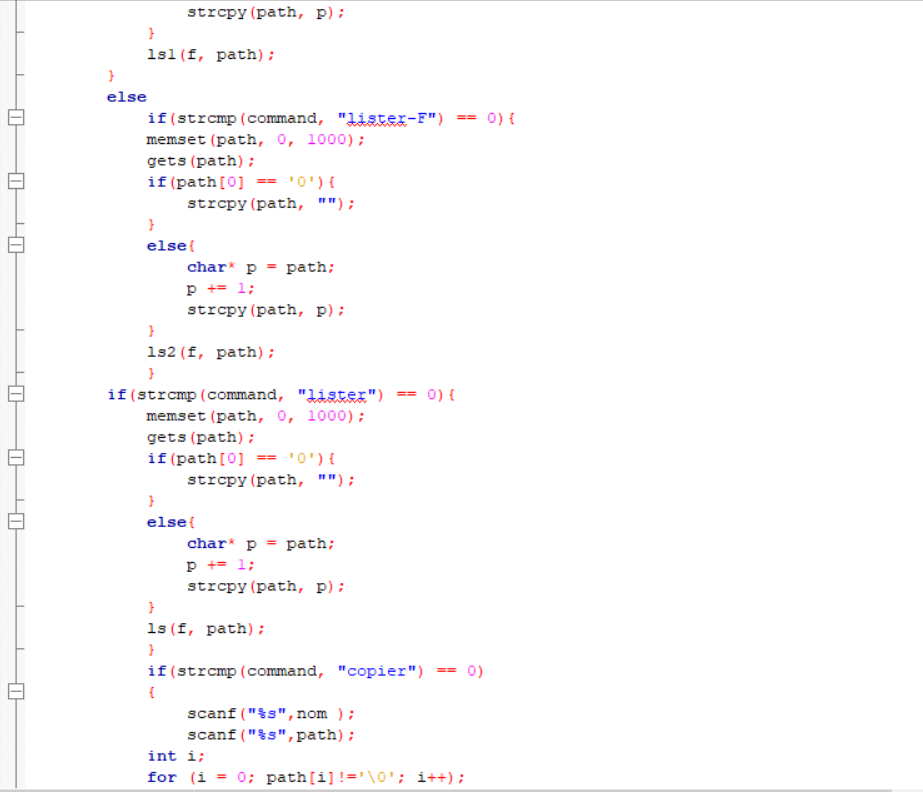 strcpy(path, p);
}
ls1(f, path);
}
else
if(strcmp(command, "lister-F") == 0){
memset(path, 0, 1000);
gets(path);
if(path[0] == '0'){
strcpy(path, "");
}
else{
char* p = path;
p += 1;
strcpy(path, p);
}
ls2(f, path);
}
if(strcmp(command, "lister") == 0){
memset(path, 0, 1000);
gets(path);
if(path[0] == '0'){
strcpy(path, "");
}
else{
char* p = path;
p += 1;
strcpy(path, p);
}
ls(f, path);
}
if(strcmp(command, "copier") == 0)
{
scanf("%s",nom );
scanf("%s",path);
int i;
for (i = 0; path[i]!='\0'; i++);